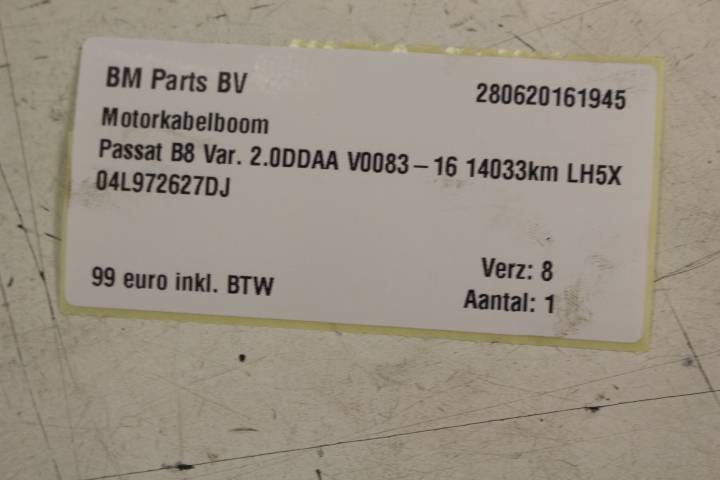 BM Parts BV 280620161945
Motorkabelboom
Passat B8 Var. 2.0DDAA V0083-16 14033km LH5X
04L972627DJ
99 euro inkl. BTW Verz: 8
Aantal: 1